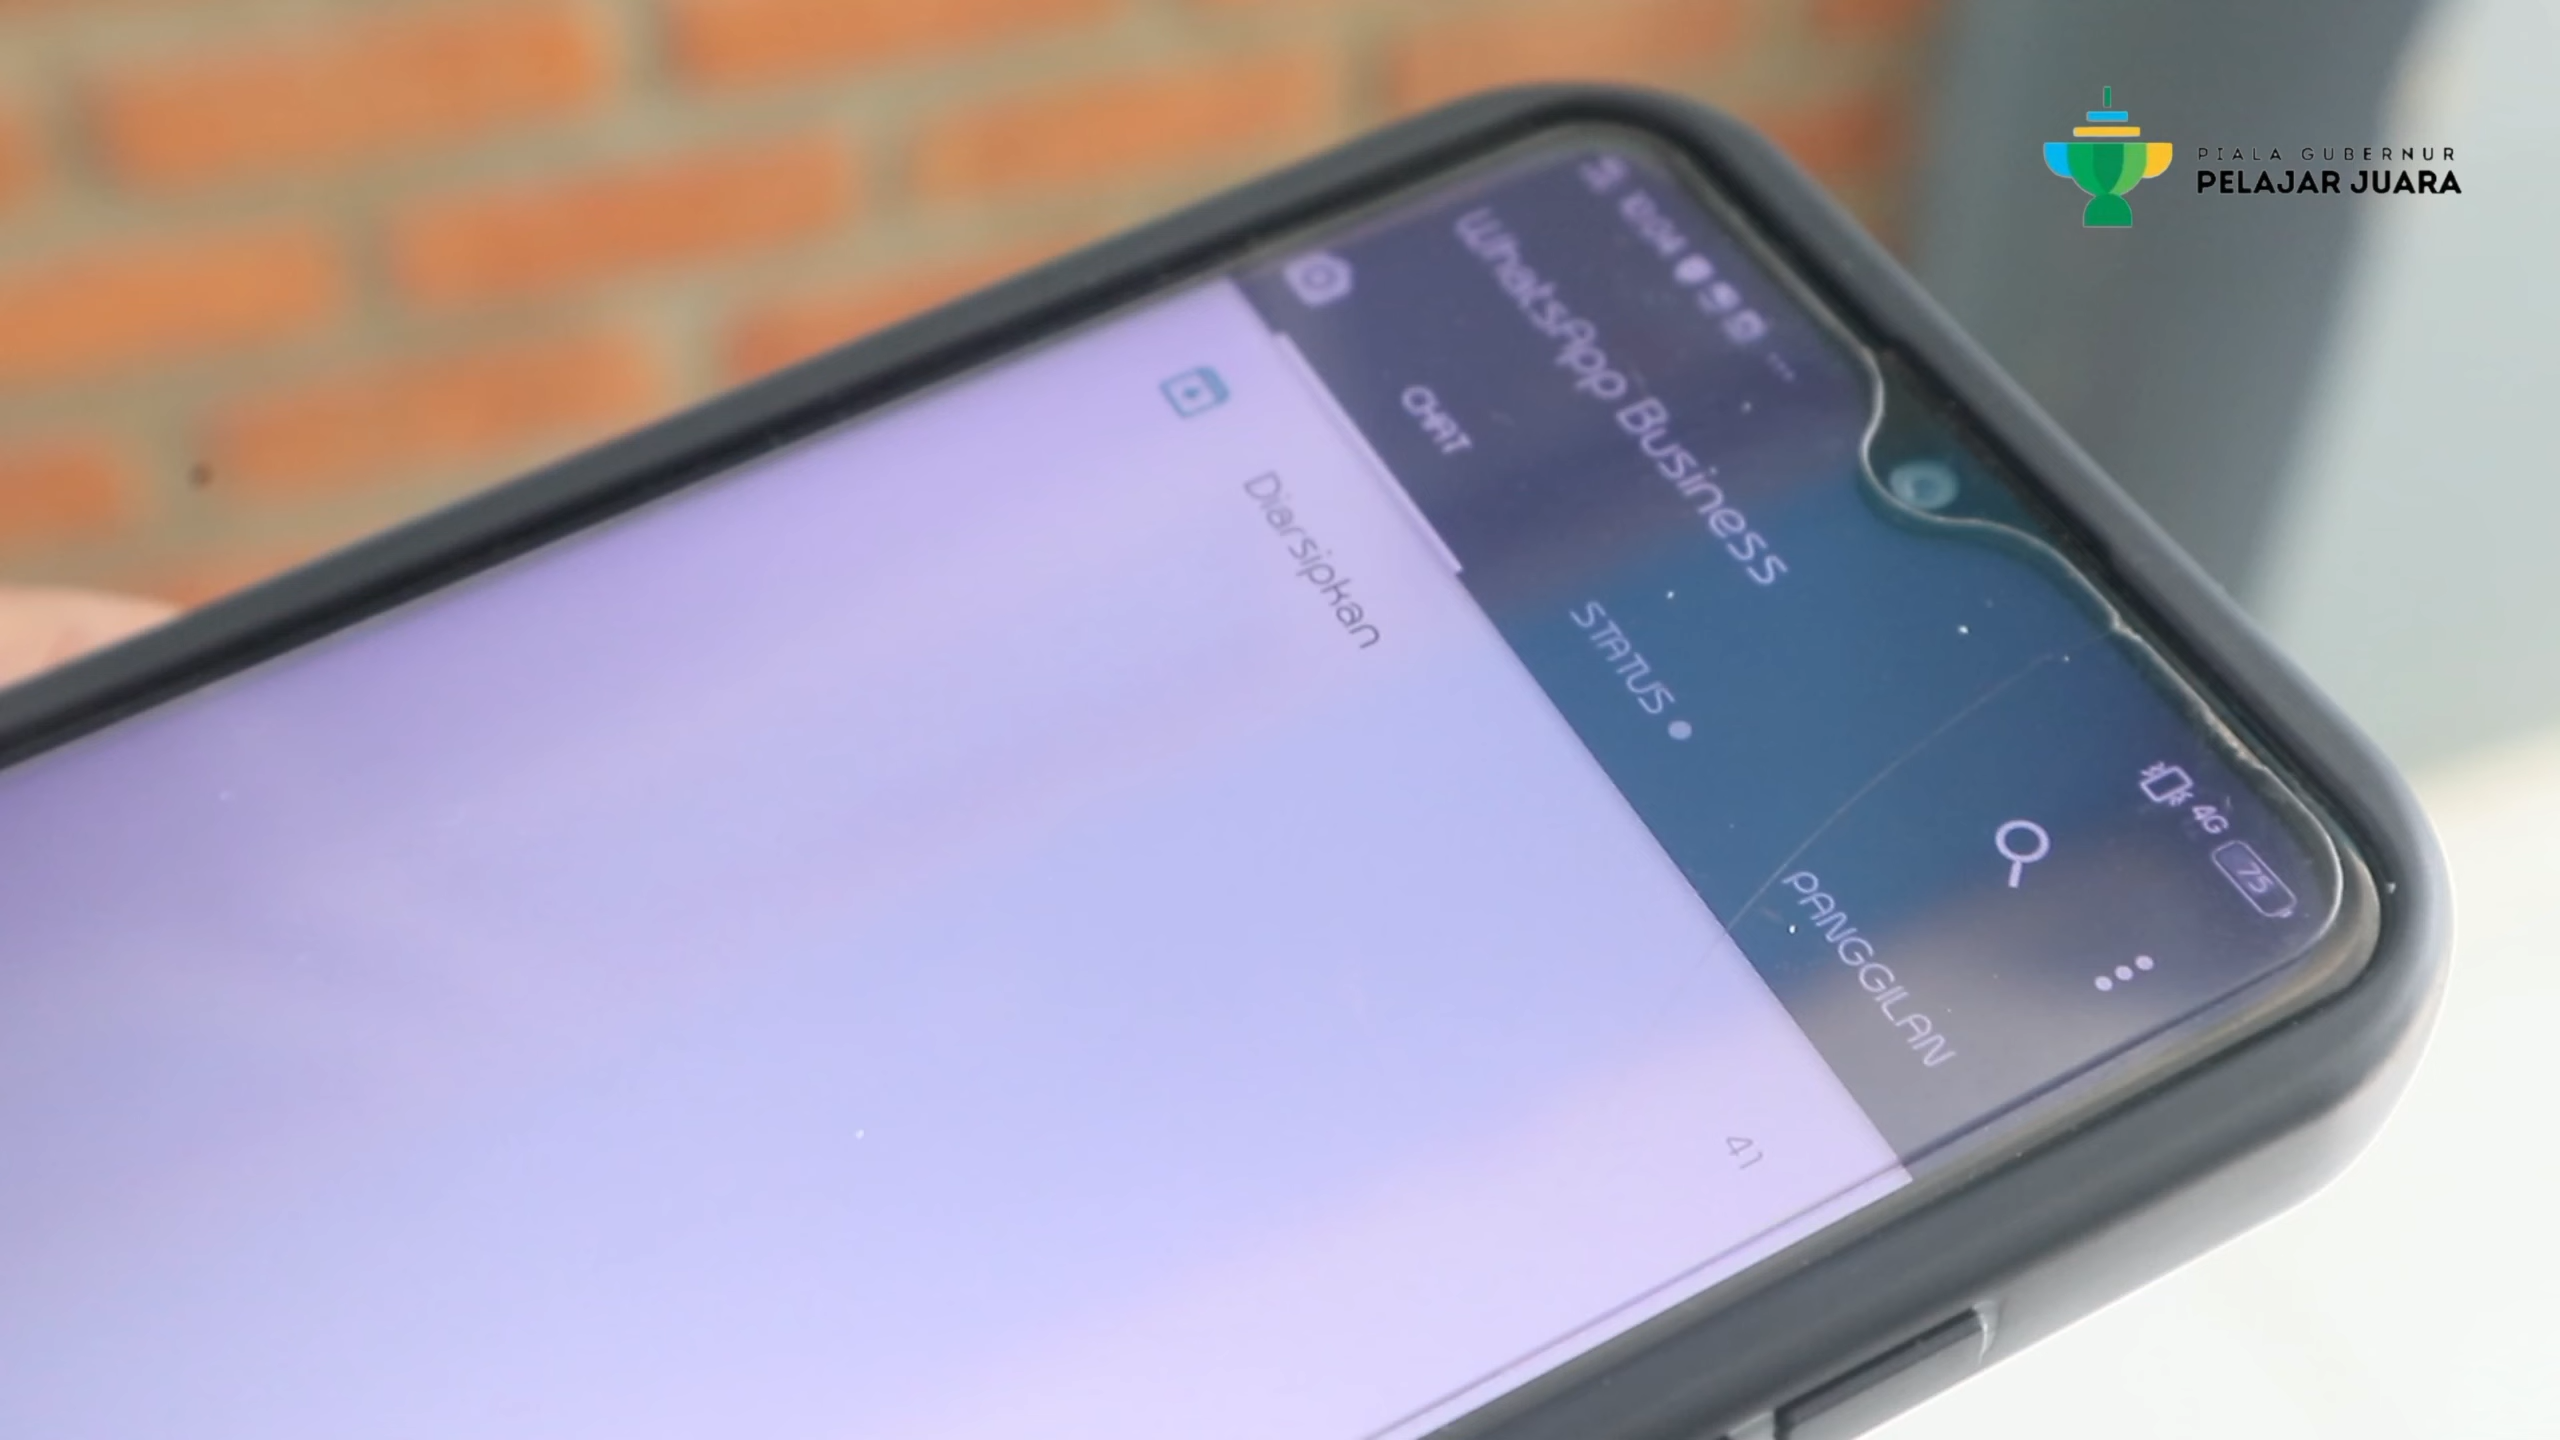 PIALA GUBERNUR
PELAJAR JUARA
4G
75
WhatsApp Business
CHAT
STATUS
PANGGILAN
Diarsipkan
41